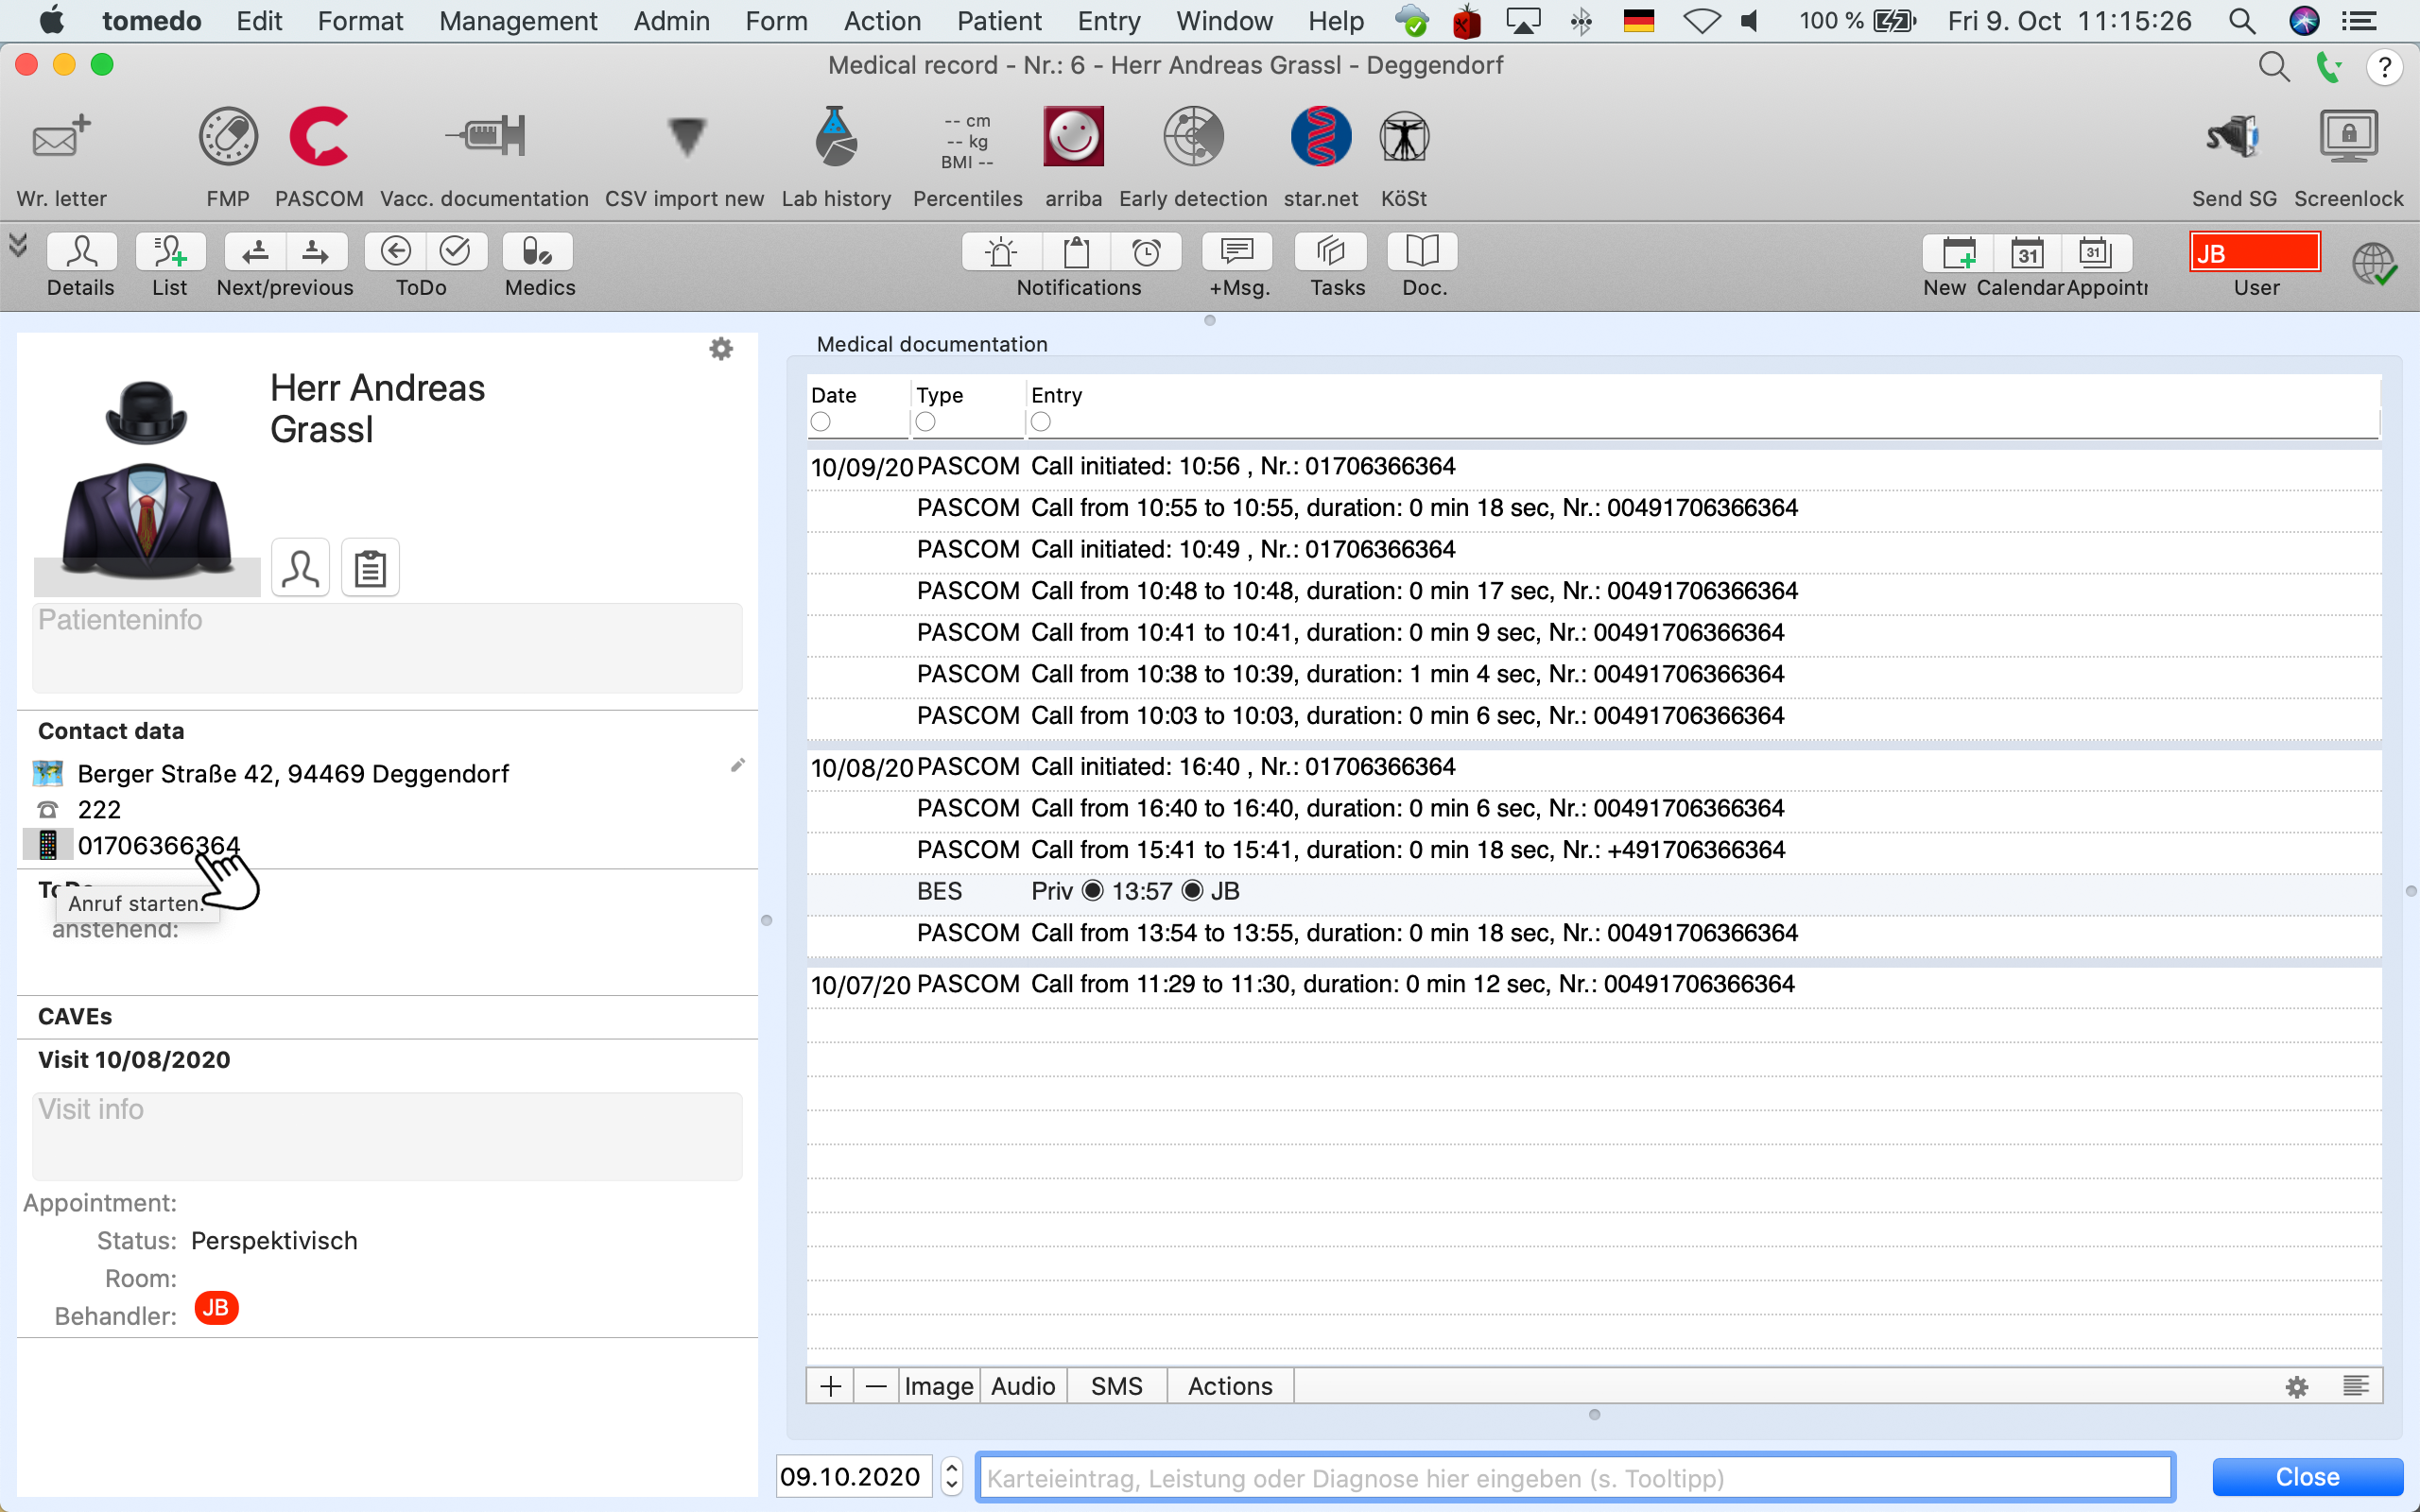 tomedo Edit Format Management Admin Form Action Patient Entry Window Help 100 % Fri 9. Oct 11:15:26
Medical record - Nr.: 6 - Herr Andreas Grassl - Deggendorf
?
-- cm
-- kg
BMI --
Wr. letter FMP PASCOM Vacc. documentation CSV import new Lab history Percentiles arriba Early detection star.net KöSt Send SG Screenlock
31 31 JB
Details List Next/previous ToDo Medics Notifications +Msg. Tasks Doc. New Calendar Appointr User
Herr Andreas
Grassl
Patienteninfo
Contact data
Berger Straße 42, 94469 Deggendorf
222
01706366364
Anruf starten.
anstehend:
CAVEs
Visit 10/08/2020
Visit info
Appointment:
Status: Perspektivisch
Room:
Behandler: JB
Medical documentation
Date Type Entry
10/09/20 PASCOM Call initiated: 10:56 , Nr.: 01706366364
PASCOM Call from 10:55 to 10:55, duration: 0 min 18 sec, Nr.: 00491706366364
PASCOM Call initiated: 10:49 , Nr.: 01706366364
PASCOM Call from 10:48 to 10:48, duration: 0 min 17 sec, Nr.: 00491706366364
PASCOM Call from 10:41 to 10:41, duration: 0 min 9 sec, Nr.: 00491706366364
PASCOM Call from 10:38 to 10:39, duration: 1 min 4 sec, Nr.: 00491706366364
PASCOM Call from 10:03 to 10:03, duration: 0 min 6 sec, Nr.: 00491706366364
10/08/20 PASCOM Call initiated: 16:40 , Nr.: 01706366364
PASCOM Call from 16:40 to 16:40, duration: 0 min 6 sec, Nr.: 00491706366364
PASCOM Call from 15:41 to 15:41, duration: 0 min 18 sec, Nr.: +491706366364
BES Priv ◉ 13:57 ◉ JB
PASCOM Call from 13:54 to 13:55, duration: 0 min 18 sec, Nr.: 00491706366364
10/07/20 PASCOM Call from 11:29 to 11:30, duration: 0 min 12 sec, Nr.: 00491706366364
+ — Image Audio SMS Actions
09.10.2020 Karteieintrag, Leistung oder Diagnose hier eingeben (s. Tooltipp) Close